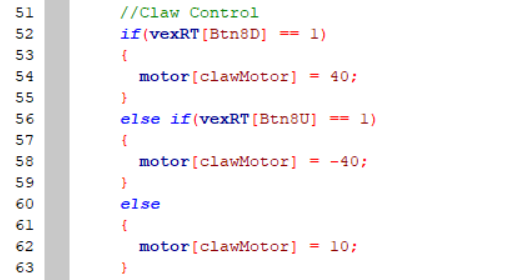 51 //Claw Control
52 if(vexRT[Btn8D] == 1)
53 {
54 motor[clawMotor] = 40;
55 }
56 else if(vexRT[Btn8U] == 1)
57 {
58 motor[clawMotor] = -40;
59 }
60 else
61 {
62 motor[clawMotor] = 10;
63 }